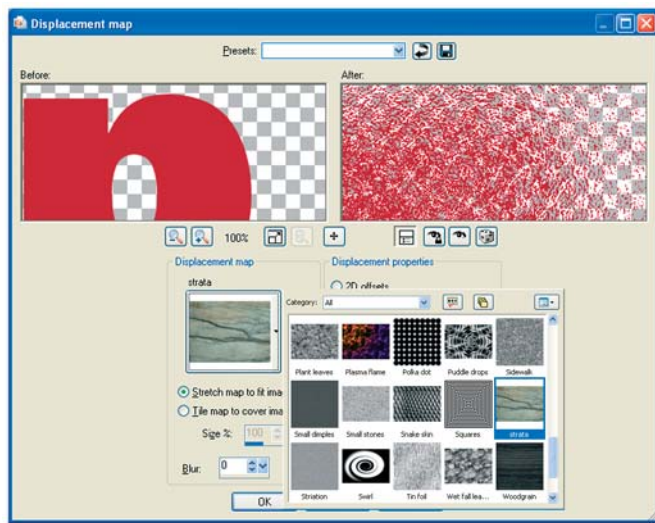 Displacement map
Presets:
Before:
After:
100%
Displacement map
Displacement properties
strata
2D offsets
Category: All
Plant leaves Plasma flame Polka dot Puddle drops Sidewalk
Stretch map to fit ima
Tile map to cover ima
Small dimples Small stones Snake skin Squares strata
Size %: 100
Blur: 0
Striation Swirl Tin foil Wet fall lea... Woodgrain
OK